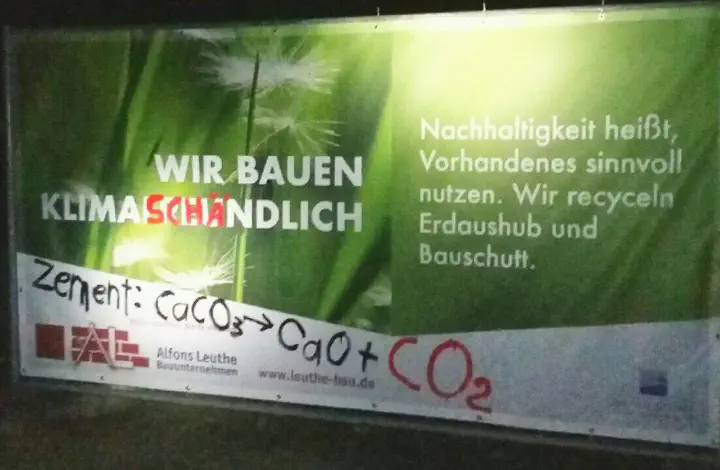 WIR BAUEN
KLIMASCHÄNDLICH
Nachhaltigkeit heißt,
Vorhandenes sinnvoll
nutzen. Wir recyceln
Erdaushub und
Bauschutt.
Zement: CaCO₃→CaO+CO₂
AL
Alfons Leuthe
Bauunternehmen
www.leuthe-bau.de